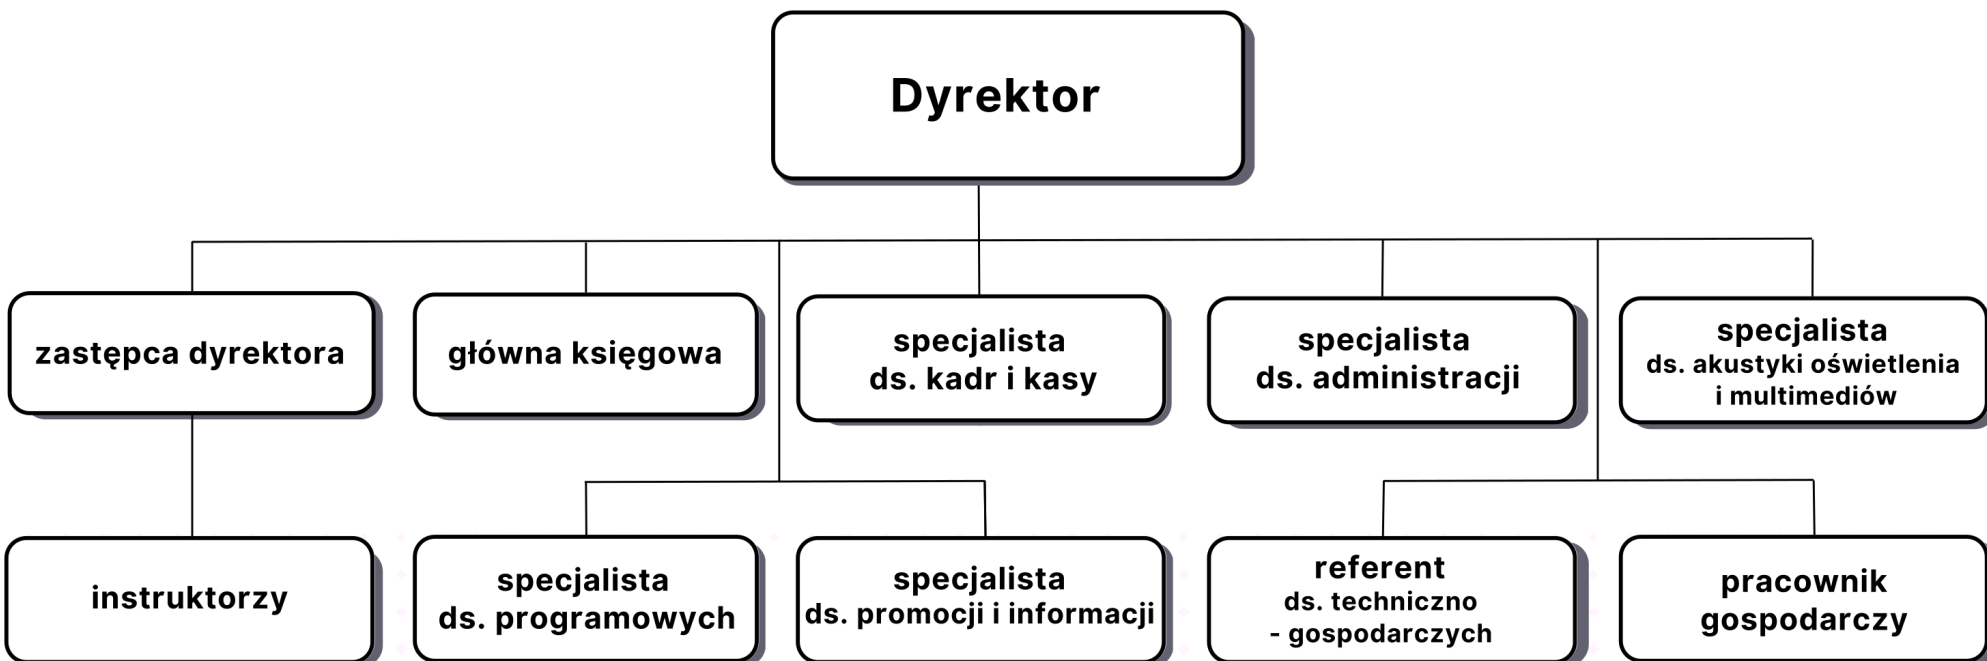 Dyrektor
zastępca dyrektora
główna księgowa
specjalista
ds. kadr i kasy
specjalista
ds. administracji
specjalista
ds. akustyki oświetlenia
i multimediów
instruktorzy
specjalista
ds. programowych
specjalista
ds. promocji i informacji
referent
ds. techniczno
- gospodarczych
pracownik
gospodarczy